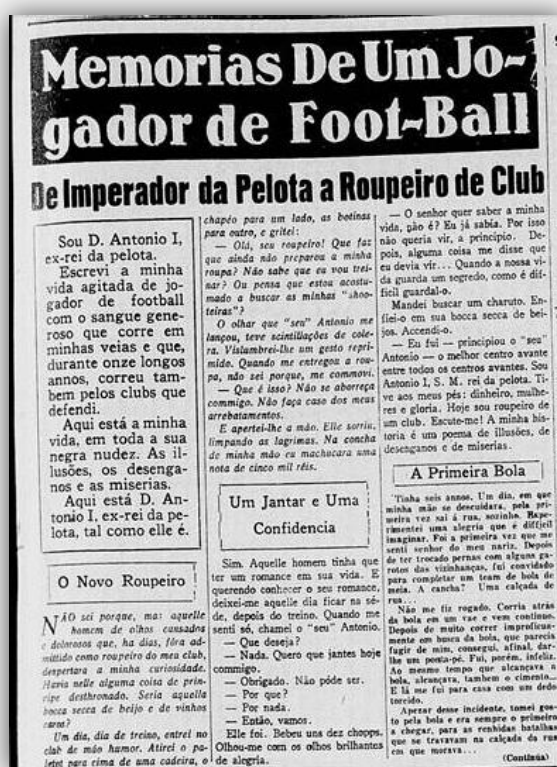 Memorias De Um Jo-
gador de Foot-Ball
De Imperador da Pelota a Roupeiro de Club
Sou D. Antonio I,
ex-rei da pelota.
Escrevi a minha
vida agitada de jo-
gador de football
com o sangue gene-
roso que corre em
minhas veias e que,
durante onze longos
annos, correu tam-
bem pelos clubs que
defendi.
Aqui está a minha
vida, em toda a sua
negra nudez. As il-
lusões, os desenga-
nos e as miserias.
Aqui está D. An-
tonio I, ex-rei da pe-
lota, tal como elle é.
O Novo Roupeiro
NÃO sei porque, mas aquelle
homem de olhos cansados
e dolorosos que, ha dias, fôra ad-
mittido como roupeiro do meu club,
despertara a minha curiosidade.
Havia nelle alguma coisa de prin-
cipe desthronado. Seria aquella
bocca secca de beijo e de vinhos
caros?
Um dia, dia de treino, entrei no
club de máo humor. Atirei o pa-
letot para cima de uma cadeira, o
chapéo para um lado, as botinas
para outro, e gritei:
— Olá, seu roupeiro! Que faz
que ainda não preparou a minha
roupa? Não sabe que eu vou trei-
nar? Ou pensa que estou acostu-
mado a buscar as minhas "shoo-
teiras"?
O olhar que "seu" Antonio me
lançou, teve scintillações de cole-
ra. Vislumbrei-lhe um gesto repri-
mido. Quando me entregou a rou-
pa, não sei porque, me commovi.
— Que é isso? Não se aborreça
commigo. Não faça caso dos meus
arrebatamentos.
E apertei-lhe a mão. Elle sorriu,
limpando as lagrimas. Na concha
de minha mão eu machucara uma
nota de cinco mil réis.
Um Jantar e Uma
Confidencia
Sim. Aquelle homem tinha que
ter um romance em sua vida. E
querendo conhecer o seu romance,
deixei-me aquelle dia ficar na sé-
de, depois do treino. Quando me
senti só, chamei o "seu" Antonio.
— Que deseja?
— Nada. Quero que jantes hoje
commigo.
— Obrigado. Não póde ser.
— Por que?
— Por nada.
— Então, vamos.
Elle foi. Bebeu uns dez chopps.
Olhou-me com os olhos brilhantes
de alegria.
— O senhor quer saber a minha
vida, não é? Eu já sabia. Por isso
não queria vir, a principio. De-
pois, alguma coisa me disse que
eu devia vir... Quando a nossa vi-
da guarda um segredo, como é dif-
ficil guardal-o.
Mandei buscar um charuto. En-
fiei-o em sua bocca secca de bei-
jos. Accendi-o.
— Eu fui — principiou o "seu"
Antonio — o melhor centro avante
entre todos os centros avantes. Sou
Antonio I, S. M. rei da pelota. Ti-
ve aos meus pés: dinheiro, mulhe-
res e gloria. Hoje sou roupeiro de
um club. Escute-me! A minha his-
toria é um poema de illusões, de
desenganos e de miserias.
A Primeira Bola
Tinha seis annos. Um dia, em que
minha mãe se descuidara, pela pri-
meira vez sai á rua, sozinho. Expe-
rimentei uma alegria que é diffjeil
imaginar. Foi a primeira vez que me
senti senhor do meu nariz. Depois
de ter trocado pernas com alguns ga-
rotos das vizinhanças, fui convidado
para completar um team de bola de
meia. A cancha? Uma calçada de
rua...
Não me fiz rogado. Corria atrás
da bola em um vae e vem continuo.
Depois de muito correr improficua-
mente em busca da bola, que parecia
fugir de mim, consegui, afinal, dar-
lhe um ponta-pé. Fui, porém, infeliz.
Ao mesmo tempo que alcançava a
bola, alcançava, tambem o cimento...
E lá me fui para casa com um dedo
torcido.
Apezar desse incidente, tomei gos-
to pela bola e era sempre o primeiro
a chegar, para as renhidas batalhas
que se travavam na calçada da rua
em que morava...
(Continúa)